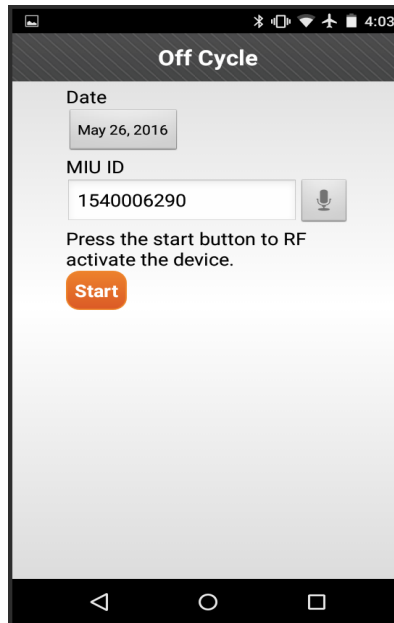 4:03
Off Cycle
Date
May 26, 2016
MIU ID
1540006290
Press the start button to RF
activate the device.
Start